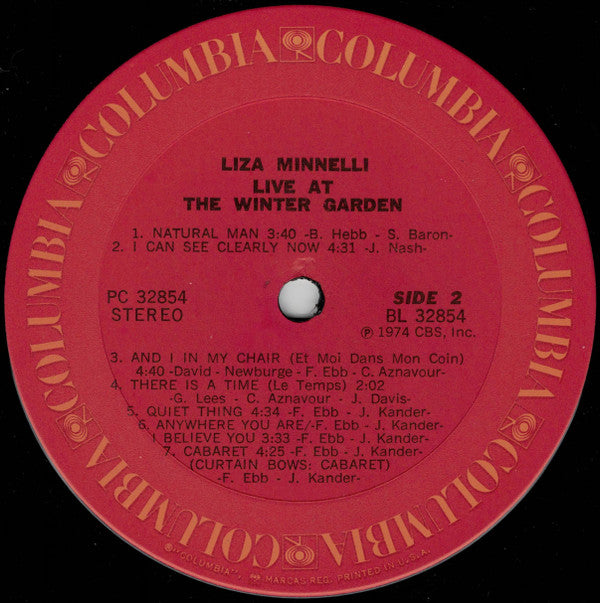 COLUMBIA COLUMBIA COLUMBIA COLUMBIA COLUMBIA COLUMBIA
LIZA MINNELLI
LIVE AT
THE WINTER GARDEN
1. NATURAL MAN 3:40 -B. Hebb - S. Baron-
2. I CAN SEE CLEARLY NOW 4:31 -J. Nash-
PC 32854
STEREO
SIDE 2
BL 32854
℗ 1974 CBS, Inc.
3. AND I IN MY CHAIR (Et Moi Dans Mon Coin)
4:40 -David - Newburge - F. Ebb - C. Aznavour-
4. THERE IS A TIME (Le Temps) 2:02
-G. Lees - C. Aznavour - J. Davis-
5. QUIET THING 4:34 -F. Ebb - J. Kander-
6. ANYWHERE YOU ARE/-F. Ebb - J. Kander-
I BELIEVE YOU 3:33 -F. Ebb - J. Kander-
7. CABARET 4:25 -F. Ebb - J. Kander-
(CURTAIN BOWS: CABARET)
-F. Ebb - J. Kander-
®"COLUMBIA", MARCAS REG. PRINTED IN U.S.A.